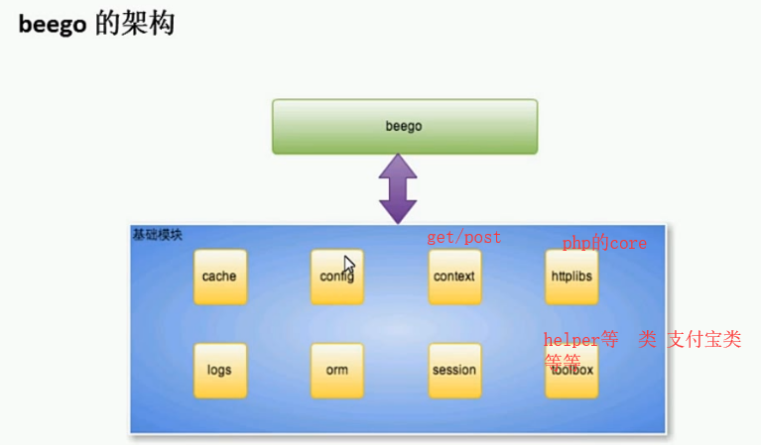 beego 的架构
beego
基础模块
get/post
php的core
cache
config
context
httplibs
helper等 类 支付宝类
等等
logs
orm
session
toolbox